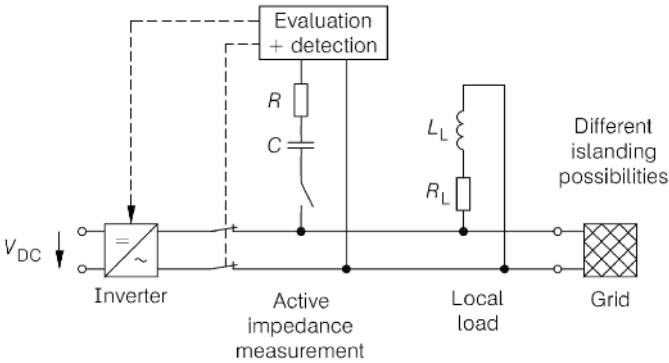 Evaluation
+ detection
R
C
L_L
R_L
Different
islanding
possibilities
V_DC
=
~
Inverter
Active
impedance
measurement
Local
load
Grid